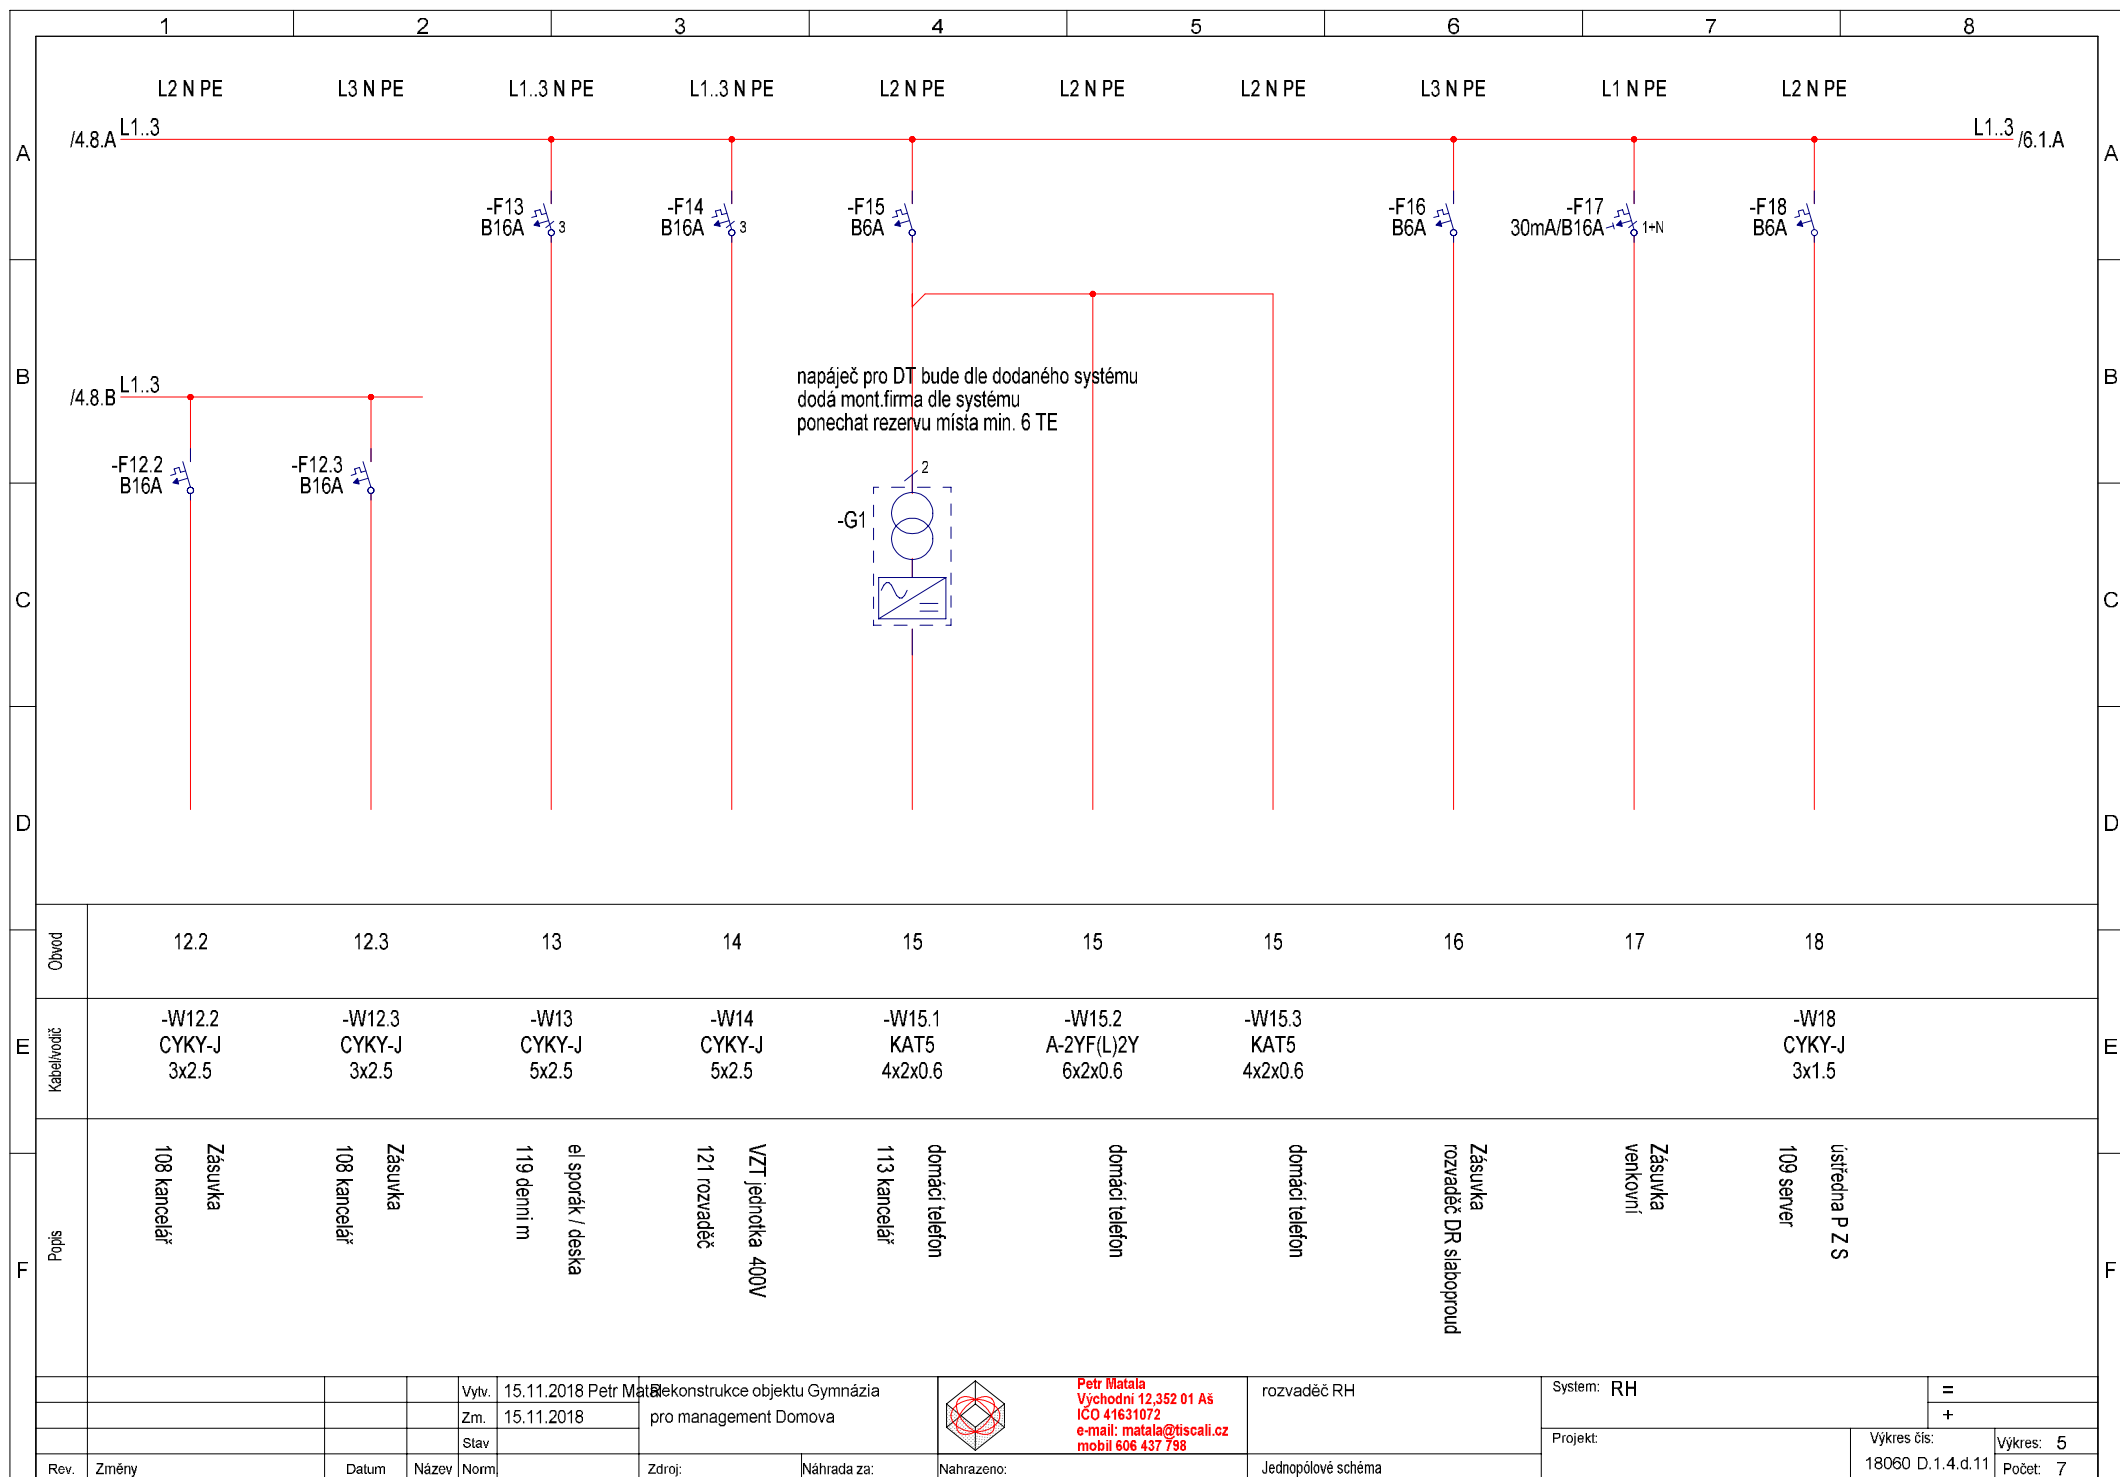 1 2 3 4 5 6 7 8
L2 N PE L3 N PE L1..3 N PE L1..3 N PE L2 N PE L2 N PE L2 N PE L3 N PE L1 N PE L2 N PE
/4.8.A L1..3 L1..3 /6.1.A
A A
-F13 -F14 -F15 -F16 -F17 -F18
B16A 3 B16A 3 B6A B6A 30mA/B16A 1+N B6A
B B
napáječ pro DT bude dle dodaného systému
dodá mont.firma dle systému
ponechat rezervu místa min. 6 TE
/4.8.B L1..3
-F12.2 -F12.3
B16A B16A
2
-G1
C C
D D
Obvod 12.2 12.3 13 14 15 15 15 16 17 18
E E
Kabel/vodič
-W12.2 -W12.3 -W13 -W14 -W15.1 -W15.2 -W15.3 -W18
CYKY-J CYKY-J CYKY-J CYKY-J KAT5 A-2YF(L)2Y KAT5 CYKY-J
3x2.5 3x2.5 5x2.5 5x2.5 4x2x0.6 6x2x0.6 4x2x0.6 3x1.5
F F
Popis
Zásuvka
108 kancelář
Zásuvka
108 kancelář
el sporák / deska
119 denni m
VZT jednotka 400V
121 rozvaděč
domácí telefon
113 kancelář
domácí telefon
domácí telefon
Zásuvka
rozvaděč DR slaboproud
Zásuvka
venkovní
ústředna P Z S
109 server
Vytv. 15.11.2018 Petr Matal
Zm. 15.11.2018
Stav
Rev. Změny Datum Název Norm
Rekonstrukce objektu Gymnázia
pro management Domova
Zdroj: Náhrada za: Nahrazeno:
Petr Matala
Východní 12,352 01 Aš
IČO 41631072
e-mail: matala@tiscali.cz
mobil 606 437 798
rozvaděč RH
Jednopólové schéma
System: RH
=
+
Projekt:
Výkres čís:
18060 D.1.4.d.11
Výkres: 5
Počet: 7